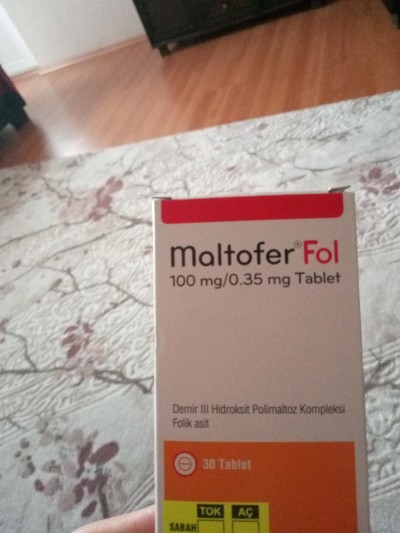 maltofer® Fol
100 mg/0.35 mg Tablet
Demir III Hidroksit Polimaltoz Kompleksi
Folik asit
30 Tablet
TOK AÇ
SABAH